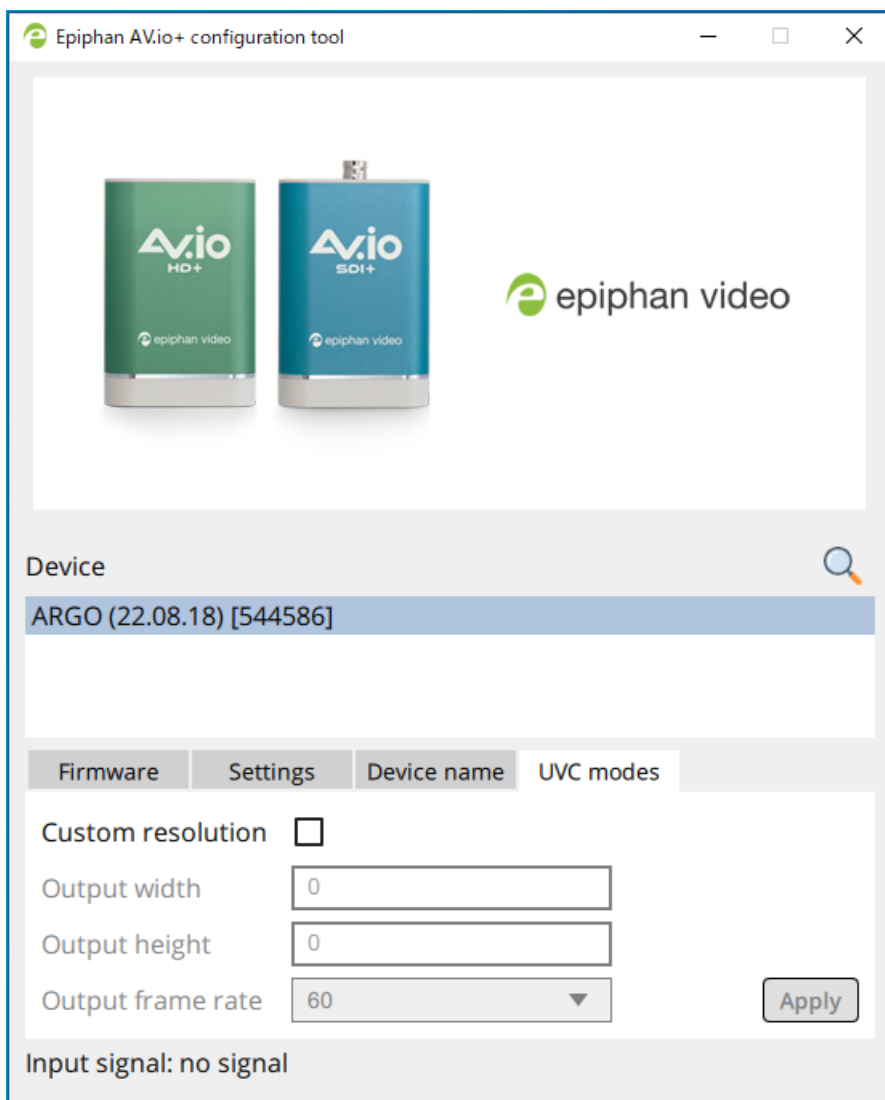 Epiphan AV.io+ configuration tool
AV.io AV.io
HD+ SDI+
epiphan video
epiphan video epiphan video
Device
ARGO (22.08.18) [544586]
Firmware Settings Device name UVC modes
Custom resolution
Output width 0
Output height 0
Output frame rate 60 Apply
Input signal: no signal